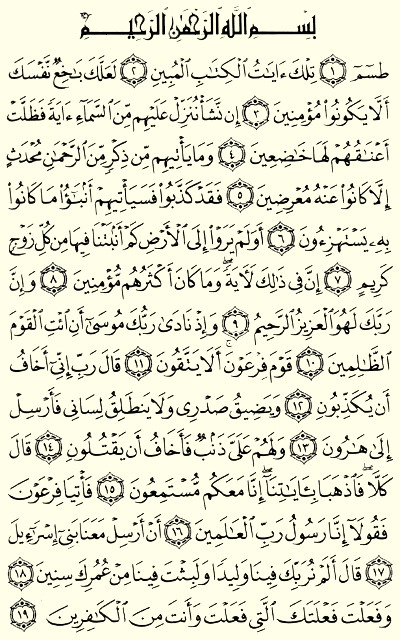 بِسْمِ ٱللَّهِ ٱلرَّحْمَٰنِ ٱلرَّحِيمِ
طسٓمٓ ١ تِلْكَ ءَايَٰتُ ٱلْكِتَٰبِ ٱلْمُبِينِ ٢ لَعَلَّكَ بَٰخِعٌ نَّفْسَكَ
أَلَّا يَكُونُوا۟ مُؤْمِنِينَ ٣ إِن نَّشَأْ نُنَزِّلْ عَلَيْهِم مِّنَ ٱلسَّمَآءِ ءَايَةً فَظَلَّتْ
أَعْنَٰقُهُمْ لَهَا خَٰضِعِينَ ٤ وَمَا يَأْتِيهِم مِّن ذِكْرٍ مِّنَ ٱلرَّحْمَٰنِ مُحْدَثٍ
إِلَّا كَانُوا۟ عَنْهُ مُعْرِضِينَ ٥ فَقَدْ كَذَّبُوا۟ فَسَيَأْتِيهِمْ أَنۢبَٰٓؤُا۟ مَا كَانُوا۟
بِهِۦ يَسْتَهْزِءُونَ ٦ أَوَلَمْ يَرَوْا۟ إِلَى ٱلْأَرْضِ كَمْ أَنۢبَتْنَا فِيهَا مِن كُلِّ زَوْجٍ
كَرِيمٍ ٧ إِنَّ فِى ذَٰلِكَ لَءَايَةً ۖ وَمَا كَانَ أَكْثَرُهُم مُّؤْمِنِينَ ٨ وَإِنَّ
رَبَّكَ لَهُوَ ٱلْعَزِيزُ ٱلرَّحِيمُ ٩ وَإِذْ نَادَىٰ رَبُّكَ مُوسَىٰٓ أَنِ ٱئْتِ ٱلْقَوْمَ
ٱلظَّٰلِمِينَ ١٠ قَوْمَ فِرْعَوْنَ ۚ أَلَا يَتَّقُونَ ١١ قَالَ رَبِّ إِنِّىٓ أَخَافُ
أَن يُكَذِّبُونِ ١٢ وَيَضِيقُ صَدْرِى وَلَا يَنطَلِقُ لِسَانِى فَأَرْسِلْ
إِلَىٰ هَٰرُونَ ١٣ وَلَهُمْ عَلَىَّ ذَنۢبٌ فَأَخَافُ أَن يَقْتُلُونِ ١٤ قَالَ
كَلَّا ۖ فَٱذْهَبَا بِـَٔايَٰتِنَآ ۖ إِنَّا مَعَكُم مُّسْتَمِعُونَ ١٥ فَأْتِيَا فِرْعَوْنَ
فَقُولَآ إِنَّا رَسُولُ رَبِّ ٱلْعَٰلَمِينَ ١٦ أَنْ أَرْسِلْ مَعَنَا بَنِىٓ إِسْرَٰٓءِيلَ
١٧ قَالَ أَلَمْ نُرَبِّكَ فِينَا وَلِيدًا وَلَبِثْتَ فِينَا مِنْ عُمُرِكَ سِنِينَ ١٨
وَفَعَلْتَ فَعْلَتَكَ ٱلَّتِى فَعَلْتَ وَأَنتَ مِنَ ٱلْكَٰفِرِينَ ١٩